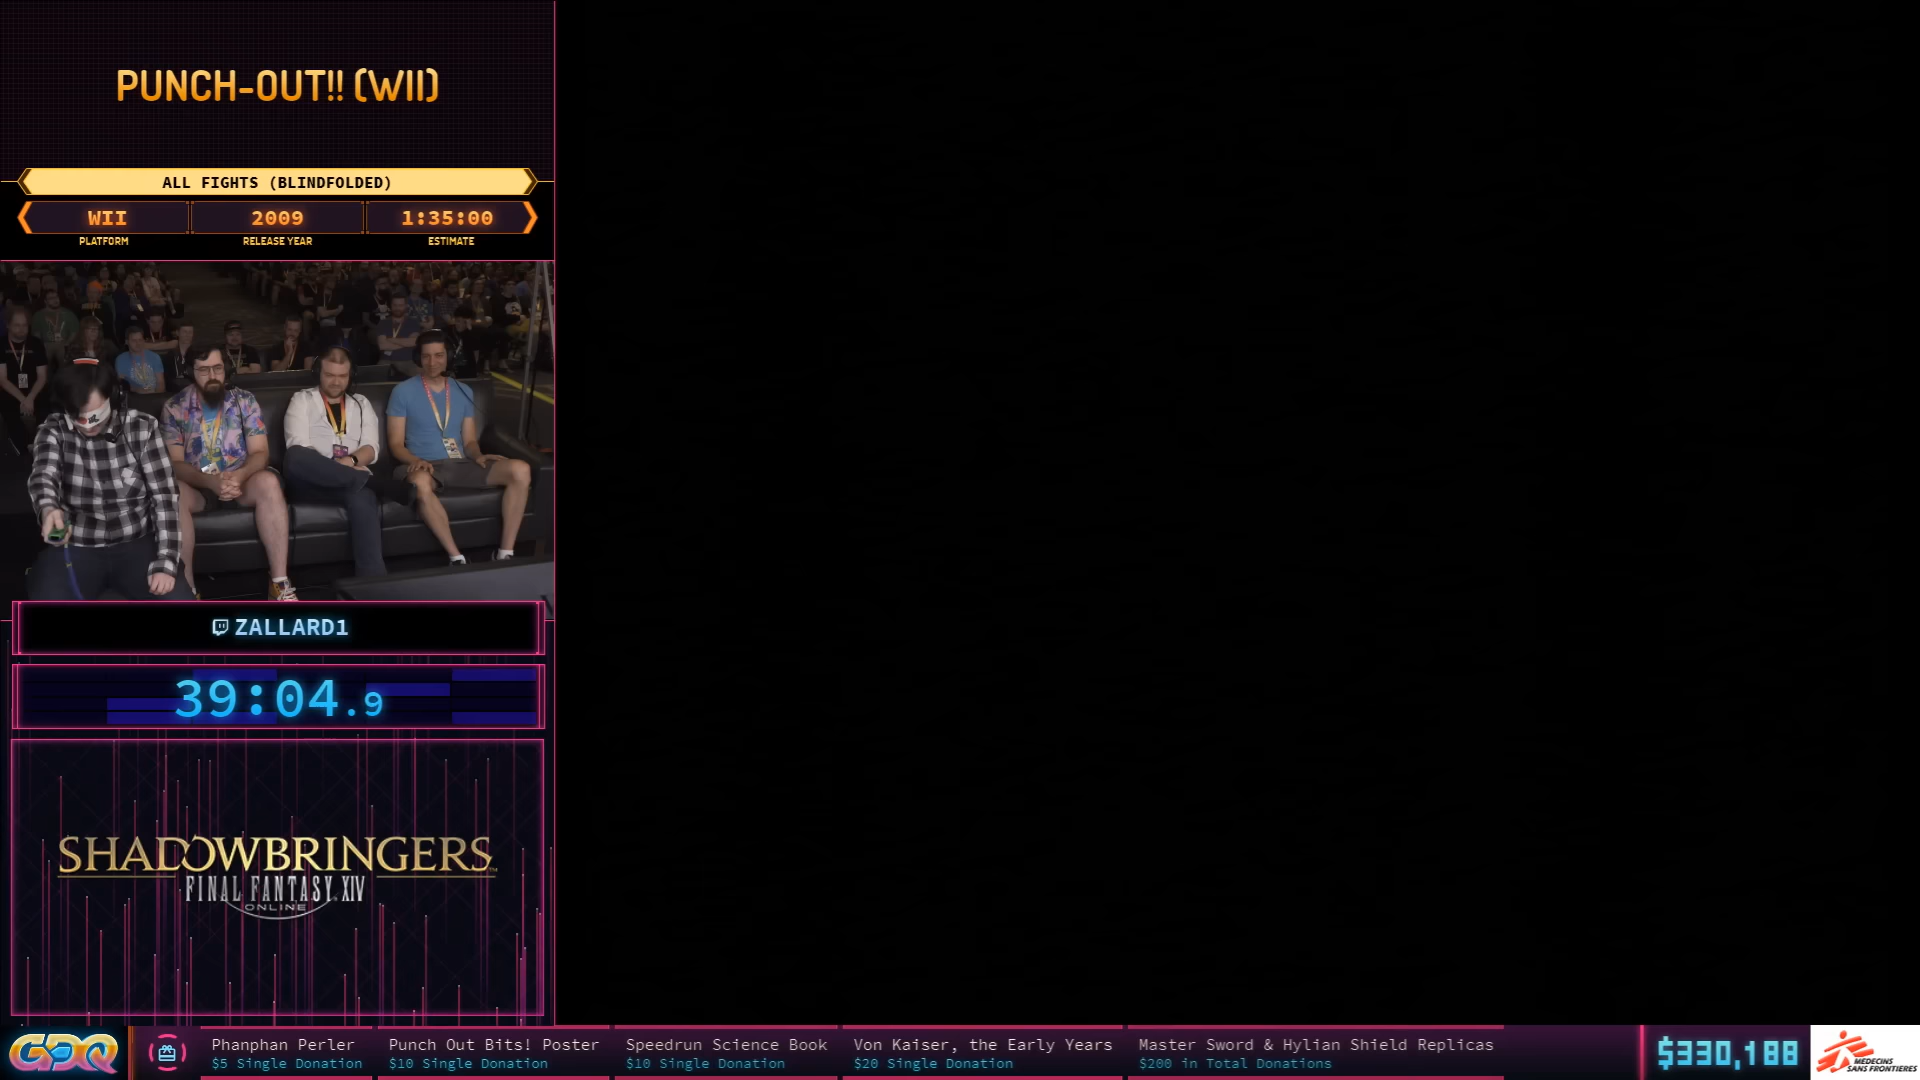 PUNCH-OUT!! (WII)
ALL FIGHTS (BLINDFOLDED)
WII
2009
1:35:00
PLATFORM
RELEASE YEAR
ESTIMATE
ZALLARD1
39:04.9
SHADOWBRINGERS™
FINAL FANTASY XIV
ONLINE
GDQ
Phanphan Perler
$5 Single Donation
Punch Out Bits! Poster
$10 Single Donation
Speedrun Science Book
$10 Single Donation
Von Kaiser, the Early Years
$20 Single Donation
Master Sword & Hylian Shield Replicas
$200 in Total Donations
$330,188
MEDECINS
SANS FRONTIERES